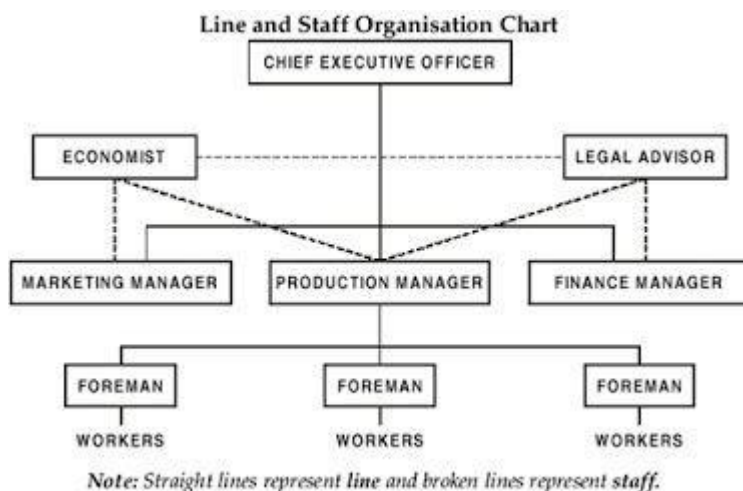 Line and Staff Organisation Chart
CHIEF EXECUTIVE OFFICER
ECONOMIST
LEGAL ADVISOR
MARKETING MANAGER
PRODUCTION MANAGER
FINANCE MANAGER
FOREMAN
FOREMAN
FOREMAN
WORKERS
WORKERS
WORKERS
Note: Straight lines represent line and broken lines represent staff.